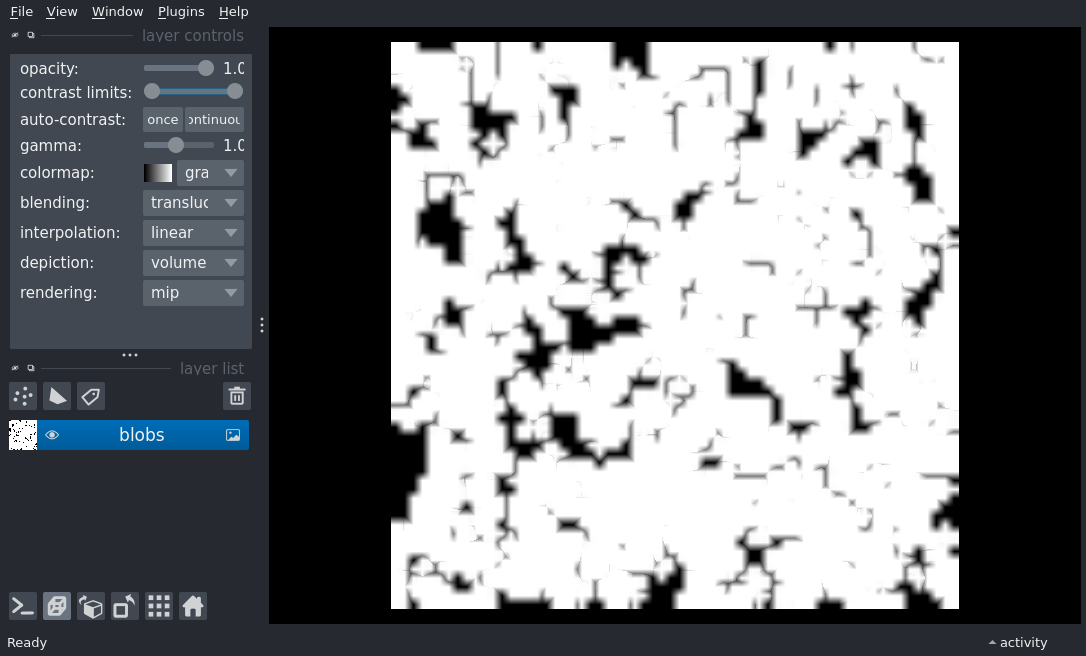 File View Window Plugins Help
layer controls
opacity: 1.0
contrast limits:
auto-contrast: once ontinuou
gamma: 1.0
colormap: gra
blending: transluc
interpolation: linear
depiction: volume
rendering: mip
layer list
blobs
Ready
activity